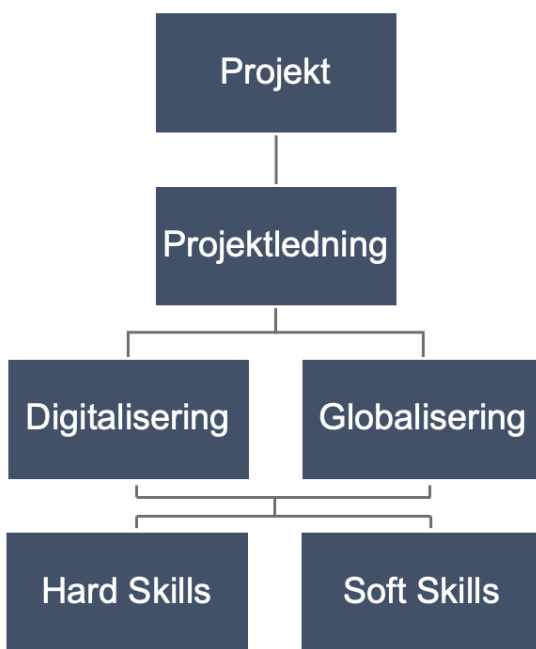 Projekt
Projektledning
Digitalisering
Globalisering
Hard Skills
Soft Skills